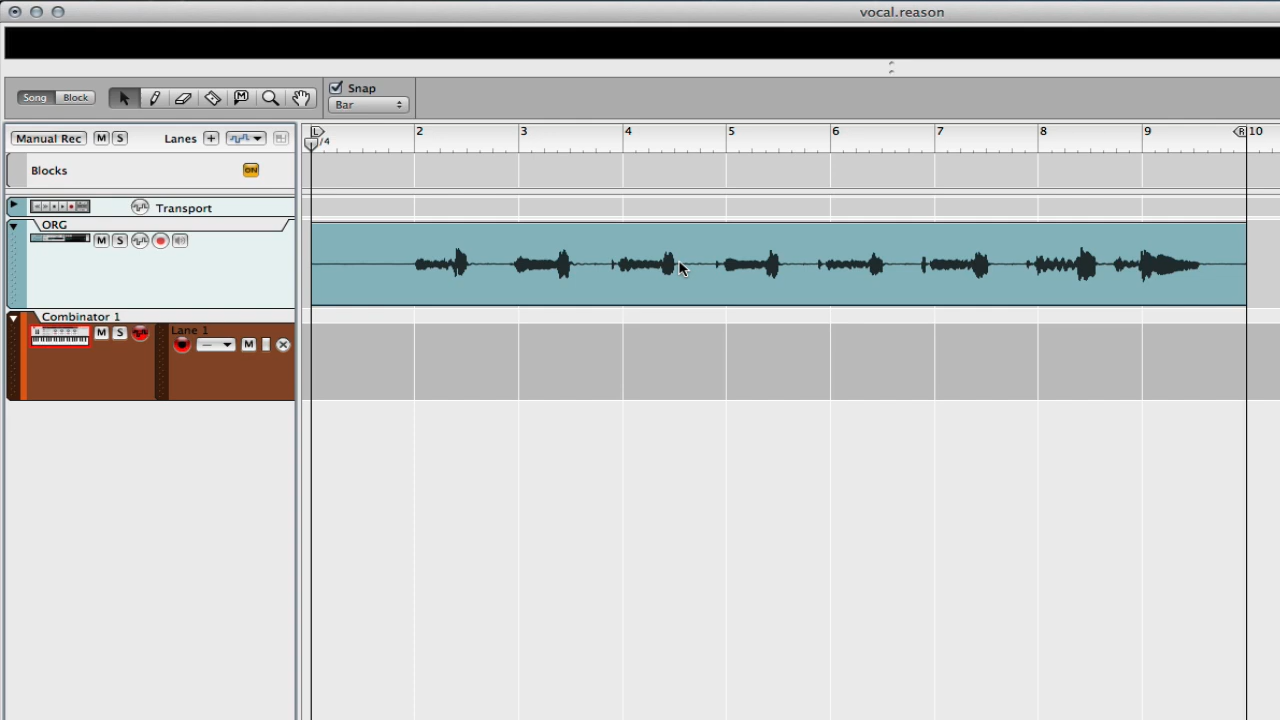 vocal.reason
Song Block M Snap
Bar
Manual Rec M S Lanes +
L 2 3 4 5 6 7 8 9 R 10
/4
Blocks ON
Transport
ORG
M S
Combinator 1
M S Lane 1
— M